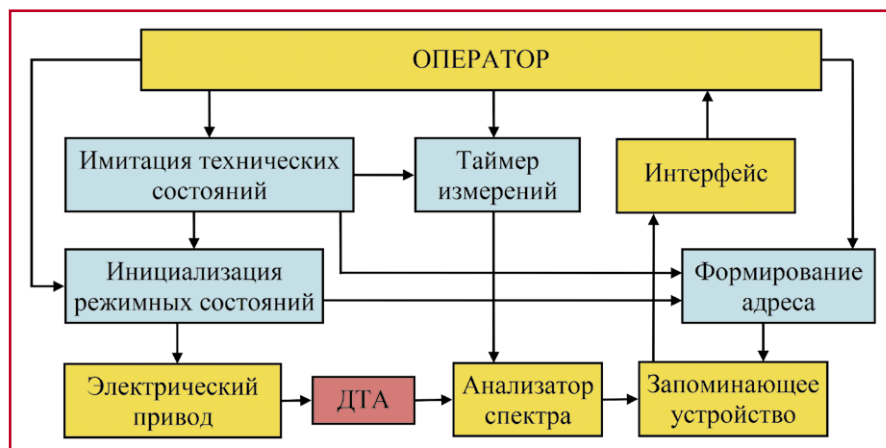 ОПЕРАТОР
Имитация технических
состояний
Таймер
измерений
Интерфейс
Инициализация
режимных состояний
Формирование
адреса
Электрический
привод
ДТА
Анализатор
спектра
Запоминающее
устройство